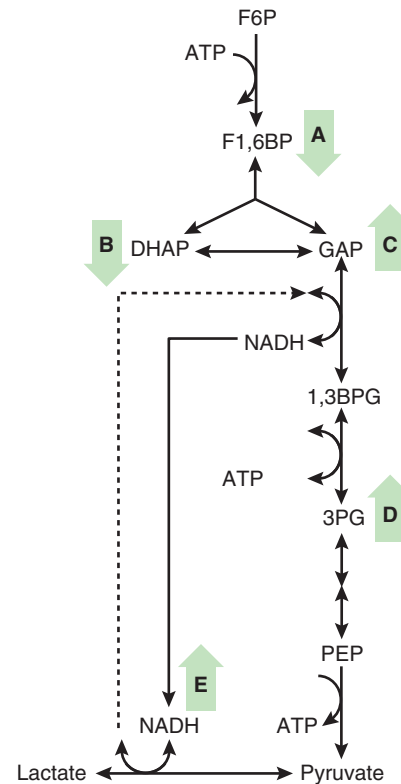 F6P
ATP
F1,6BP
A
B
DHAP
GAP
C
NADH
1,3BPG
ATP
3PG
D
PEP
E
NADH
ATP
Lactate
Pyruvate